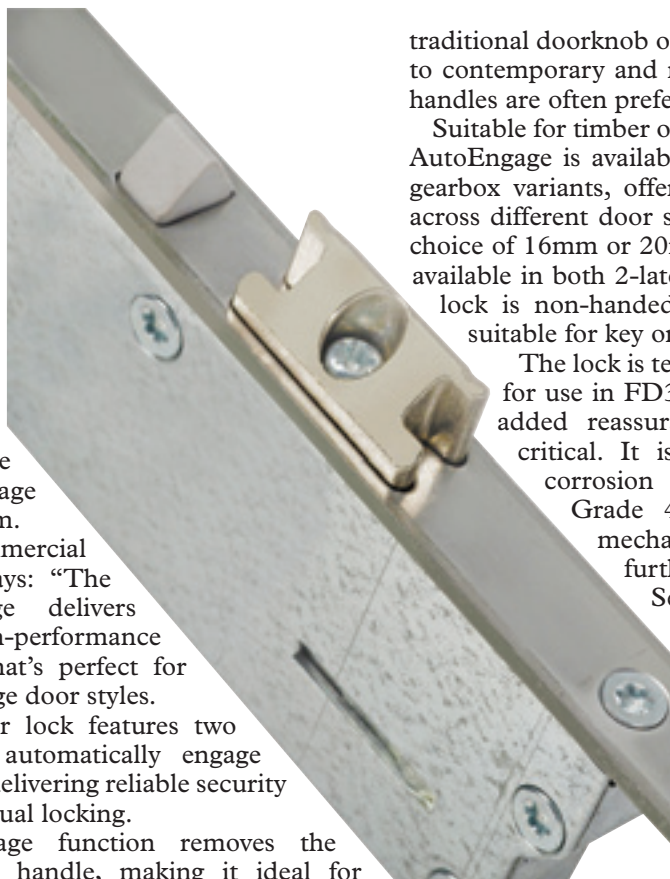 e
age
m.
mercial
ays: “The
ge delivers
n-performance
hat’s perfect for
ge door styles.
r lock features two
automatically engage
delivering reliable security
ual locking.
age function removes the
handle, making it ideal for
traditional doorknob o
to contemporary and
handles are often prefe
Suitable for timber o
AutoEngage is availab
gearbox variants, offe
across different door s
choice of 16mm or 20
available in both 2-lat
lock is non-handed
suitable for key or
The lock is te
for use in FD3
added reassur
critical. It is
corrosion
Grade 4
mecha
furth
Se